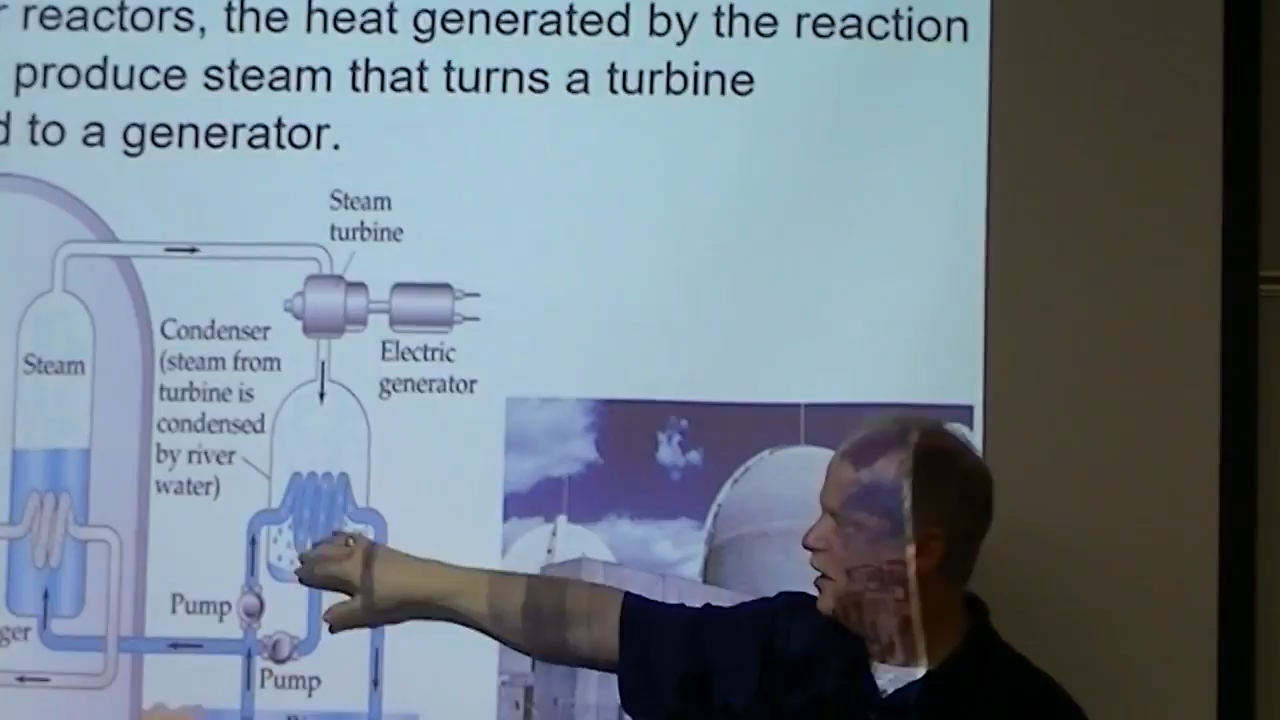 reactors, the heat generated by the reaction
produce steam that turns a turbine
to a generator.
Steam
turbine
Steam
Condenser
(steam from
turbine is
condensed
by river
water)
Electric
generator
Pump
Pump